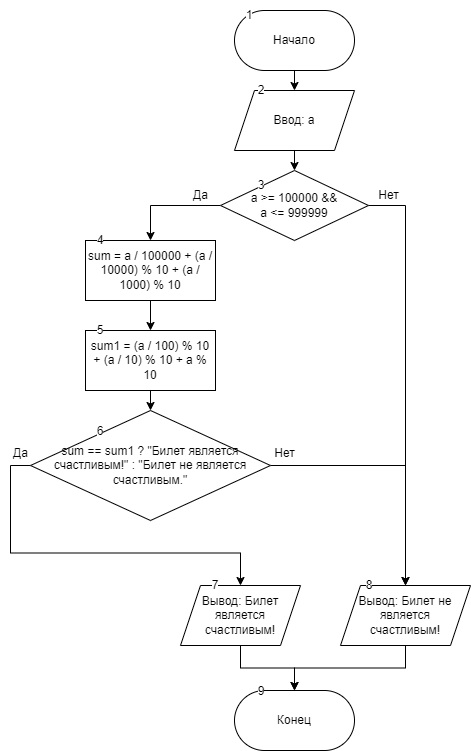 1
Начало
2
Ввод: a
3
a >= 100000 &&
a <= 999999
Да
Нет
4
sum = a / 100000 + (a /
10000) % 10 + (a /
1000) % 10
5
sum1 = (a / 100) % 10
+ (a / 10) % 10 + a %
10
6
sum == sum1 ? "Билет является
счастливым!" : "Билет не является
счастливым."
Да
Нет
7
Вывод: Билет
является
счастливым!
8
Вывод: Билет не
является
счастливым!
9
Конец